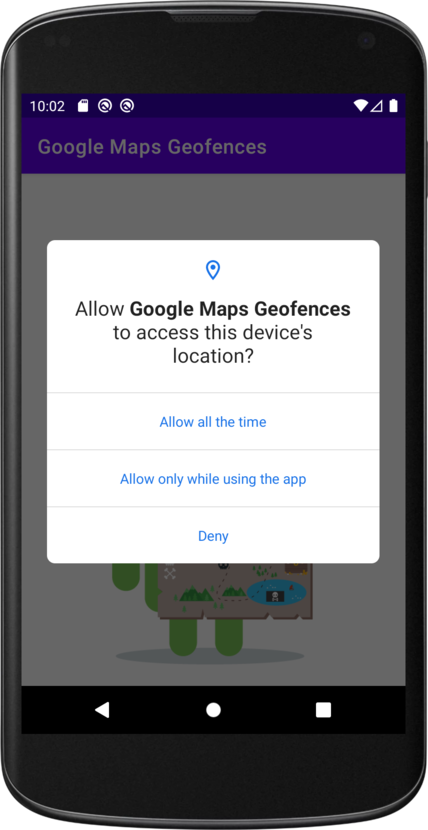 10:02
Google Maps Geofences
Allow Google Maps Geofences
to access this device's
location?
Allow all the time
Allow only while using the app
Deny